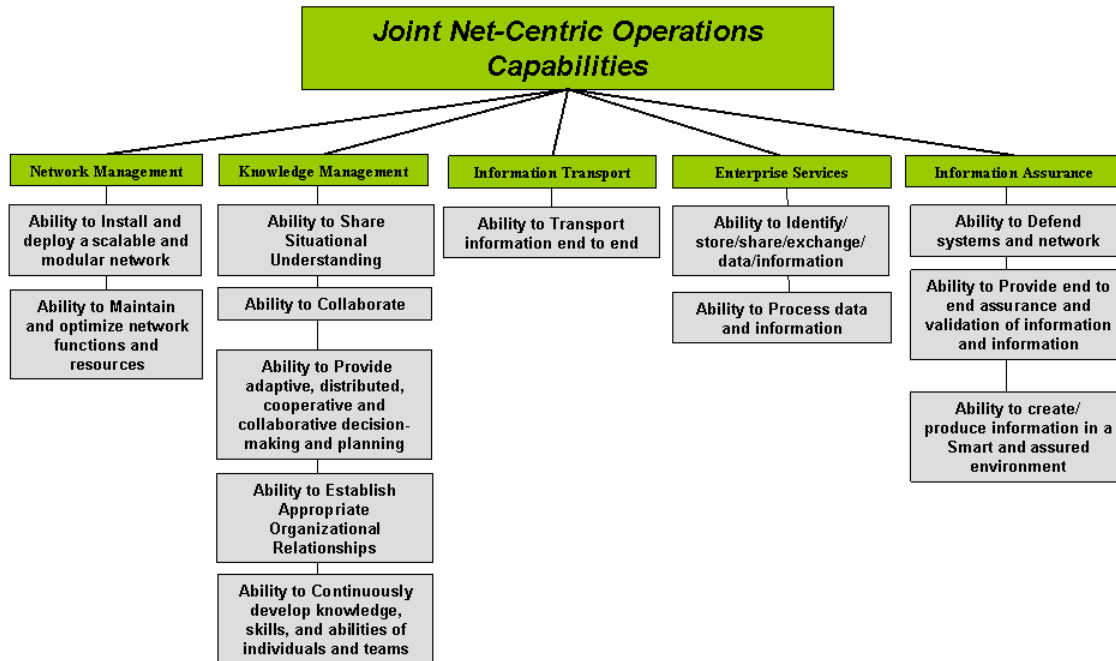 Joint Net-Centric Operations
Capabilities
Network Management
Ability to Install and
deploy a scalable and
modular network
Ability to Maintain
and optimize network
functions and
resources
Knowledge Management
Ability to Share
Situational
Understanding
Ability to Collaborate
Ability to Provide
adaptive, distributed,
cooperative and
collaborative decision-
making and planning
Ability to Establish
Appropriate
Organizational
Relationships
Ability to Continuously
develop knowledge,
skills, and abilities of
individuals and teams
Information Transport
Ability to Transport
information end to end
Enterprise Services
Ability to Identify/
store/share/exchange/
data/information
Ability to Process data
and information
Information Assurance
Ability to Defend
systems and network
Ability to Provide end to
end assurance and
validation of information
and information
Ability to create/
produce information in a
Smart and assured
environment